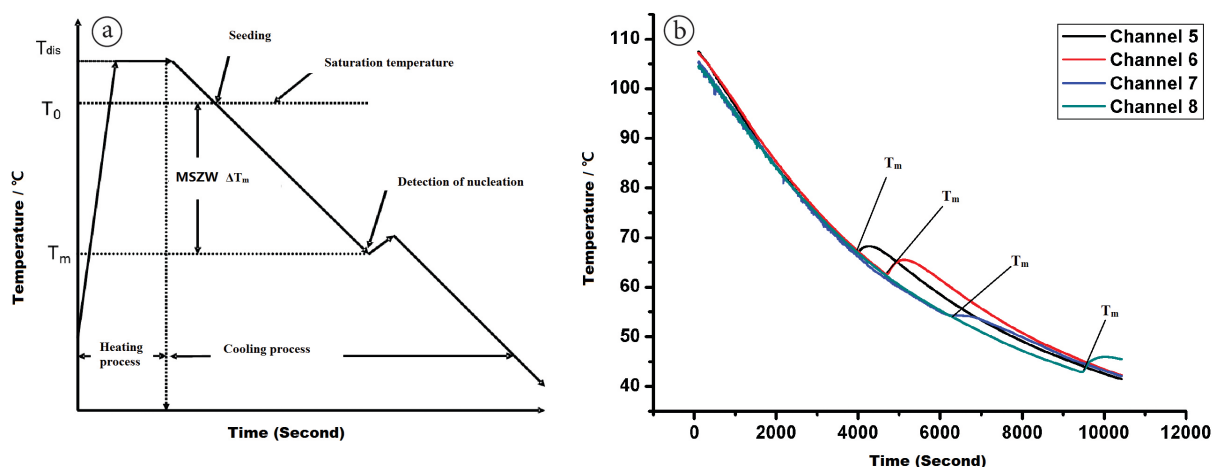 a
Temperature / °C
Tdis
T0
Tm
Seeding
Saturation temperature
MSZW ΔTm
Detection of nucleation
Heating
process
Cooling process
Time (Second)
b
Temperature / °C
110
100
90
80
70
60
50
40
Channel 5
Channel 6
Channel 7
Channel 8
Tm
Tm
Tm
Tm
0
2000
4000
6000
8000
10000
12000
Time (Second)